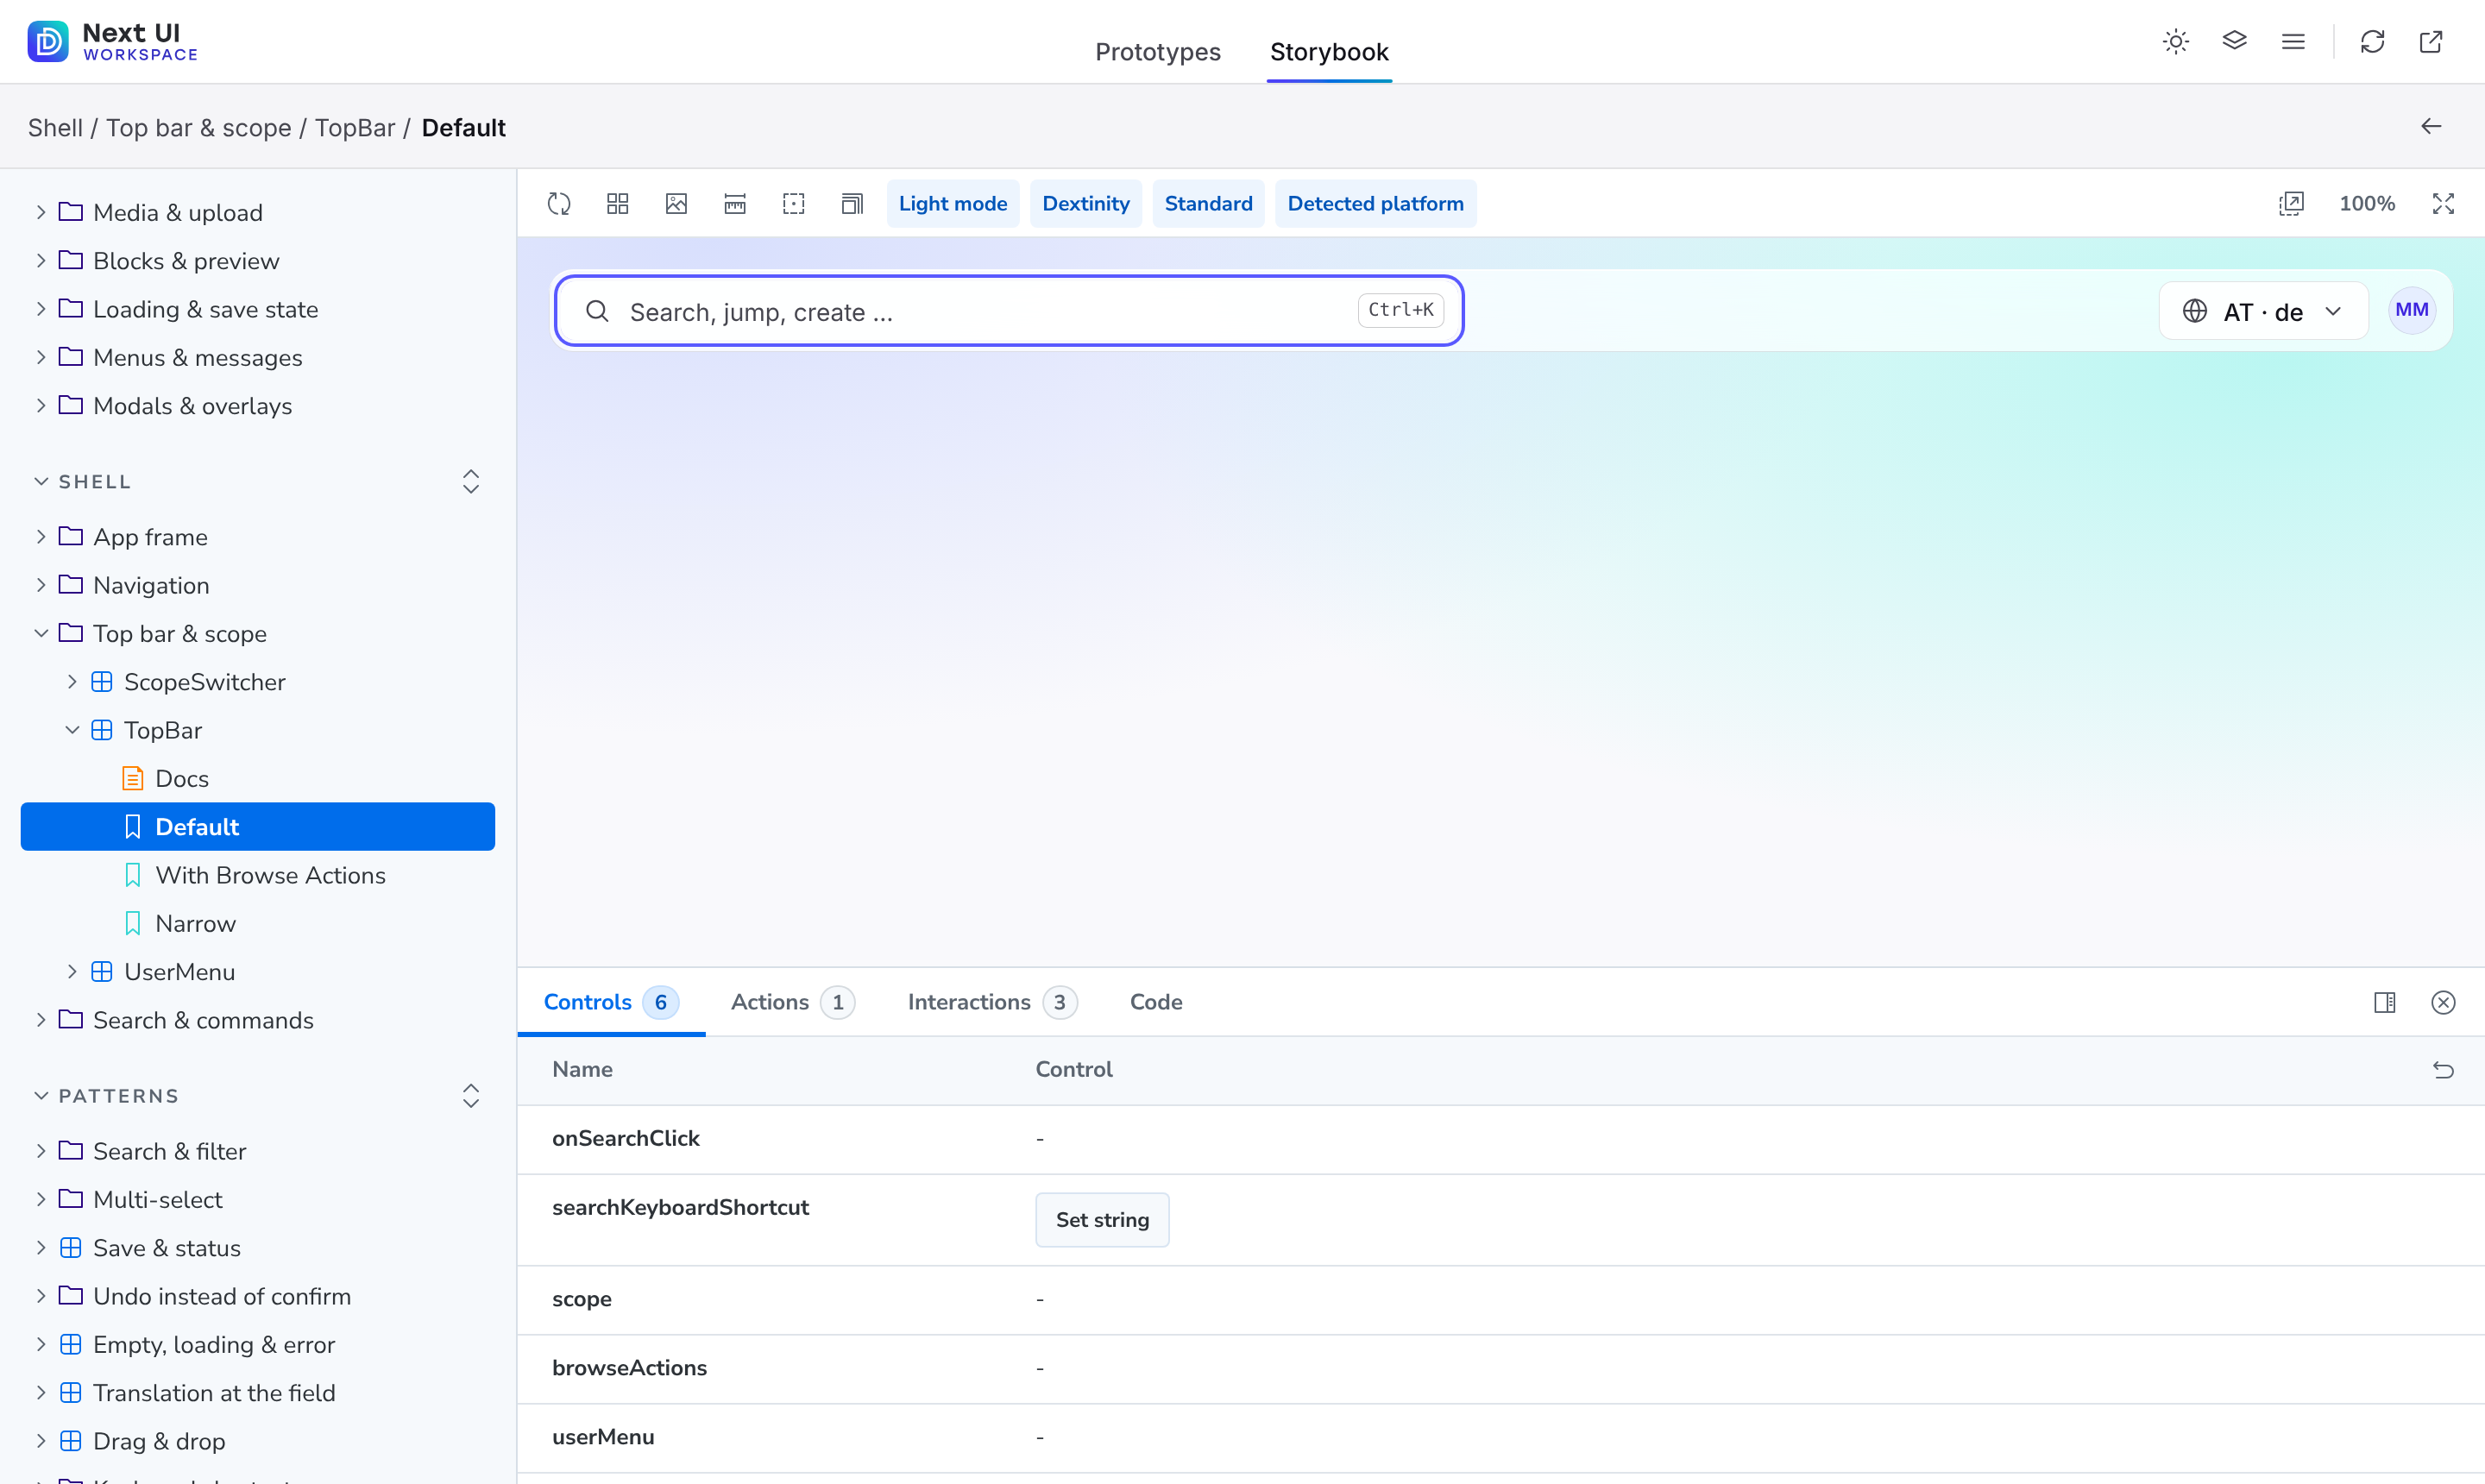 Next UI
WORKSPACE
Prototypes
Storybook
Shell / Top bar & scope / TopBar / Default
Media & upload
Blocks & preview
Loading & save state
Menus & messages
Modals & overlays
SHELL
App frame
Navigation
Top bar & scope
ScopeSwitcher
TopBar
Docs
Default
With Browse Actions
Narrow
UserMenu
Search & commands
PATTERNS
Search & filter
Multi-select
Save & status
Undo instead of confirm
Empty, loading & error
Translation at the field
Drag & drop
Light mode
Dextinity
Standard
Detected platform
100%
Search, jump, create ...
Ctrl+K
AT · de
MM
Controls 6
Actions 1
Interactions 3
Code
Name
Control
onSearchClick
-
searchKeyboardShortcut
Set string
scope
-
browseActions
-
userMenu
-